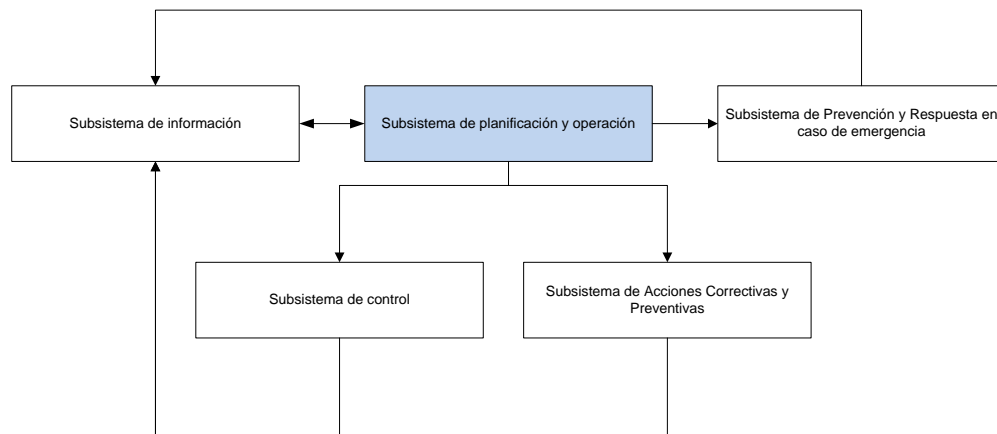 Subsistema de información
Subsistema de planificación y operación
Subsistema de Prevención y Respuesta en
caso de emergencia
Subsistema de control
Subsistema de Acciones Correctivas y
Preventivas